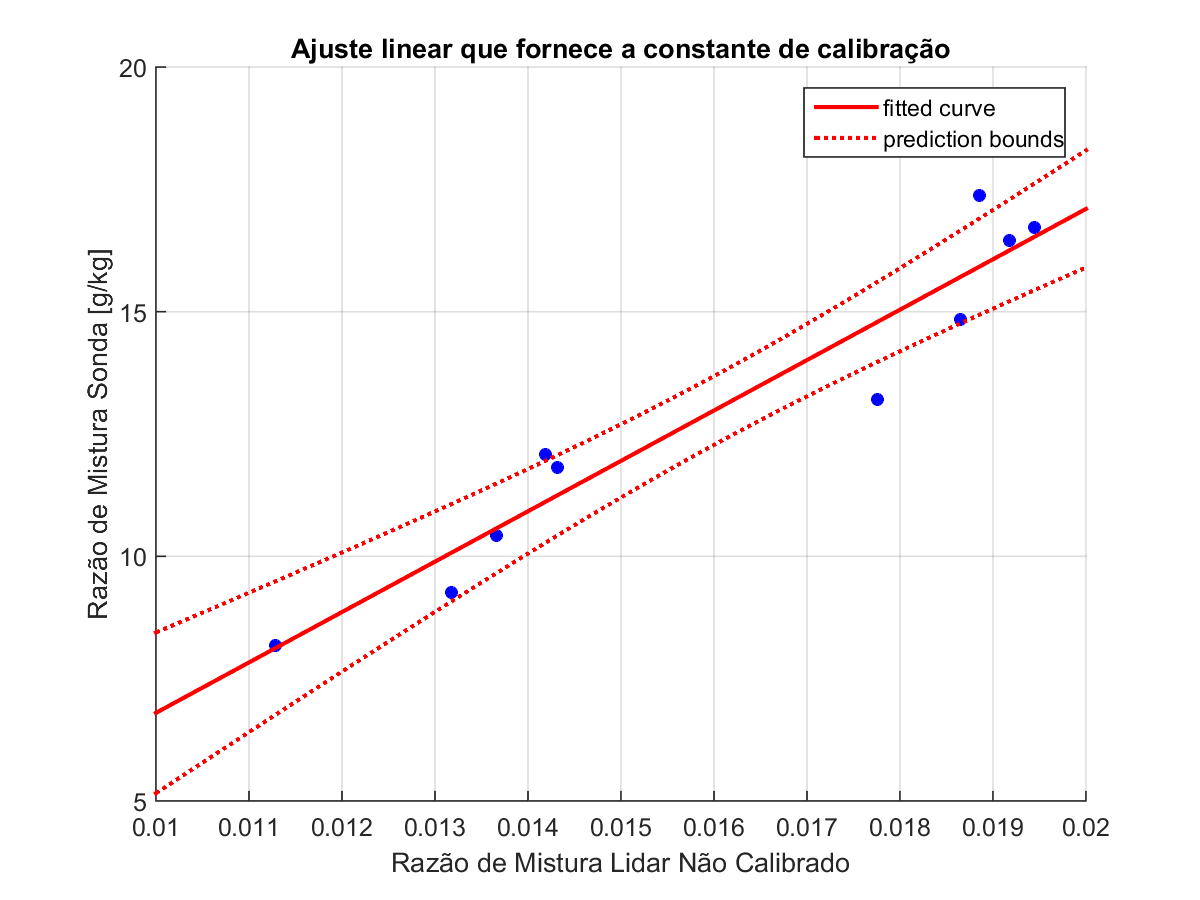 Ajuste linear que fornece a constante de calibração
fitted curve
prediction bounds
Razão de Mistura Sonda [g/kg]
20
15
10
5
0.01 0.011 0.012 0.013 0.014 0.015 0.016 0.017 0.018 0.019 0.02
Razão de Mistura Lidar Não Calibrado